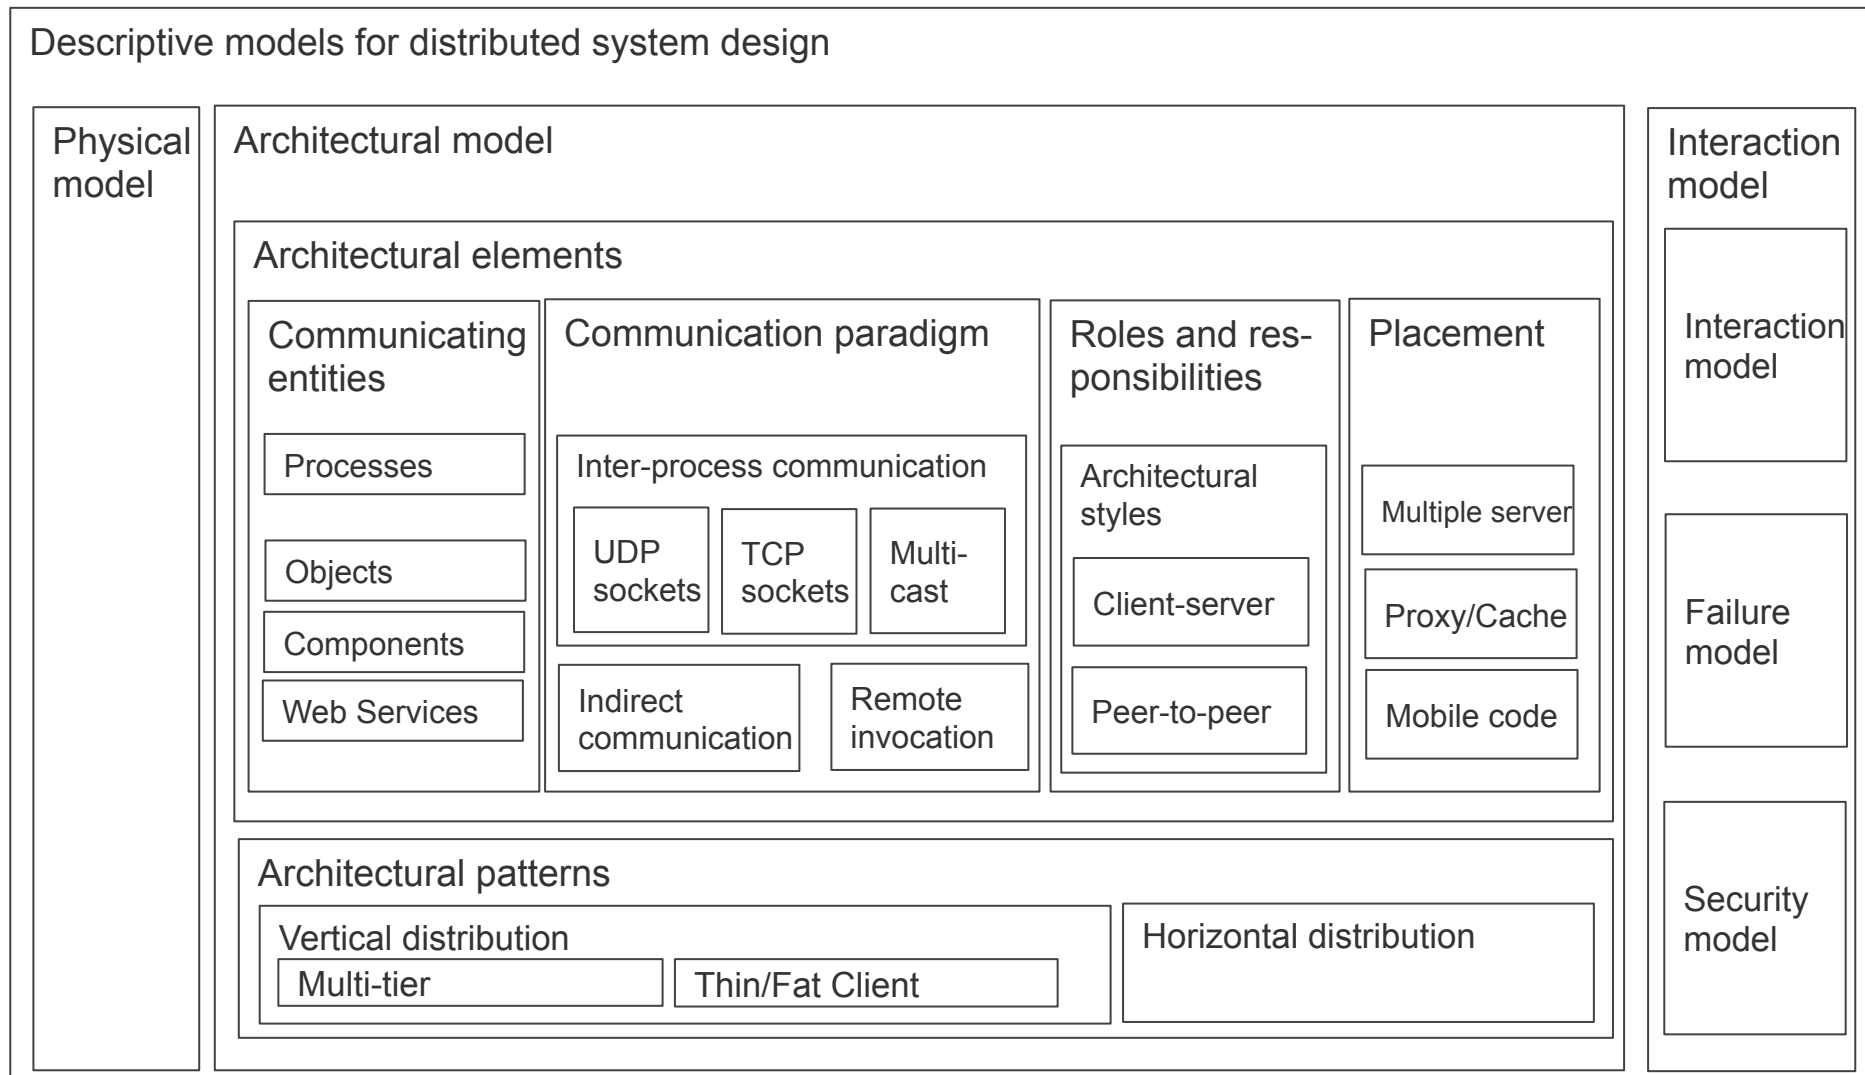 Descriptive models for distributed system design
Physical
model
Architectural model
Architectural elements
Communicating
entities
Processes
Objects
Components
Web Services
Communication paradigm
Inter-process communication
UDP
sockets
TCP
sockets
Multi-
cast
Indirect
communication
Remote
invocation
Roles and res-
ponsibilities
Architectural
styles
Client-server
Peer-to-peer
Placement
Multiple server
Proxy/Cache
Mobile code
Architectural patterns
Vertical distribution
Multi-tier
Thin/Fat Client
Horizontal distribution
Interaction
model
Interaction
model
Failure
model
Security
model